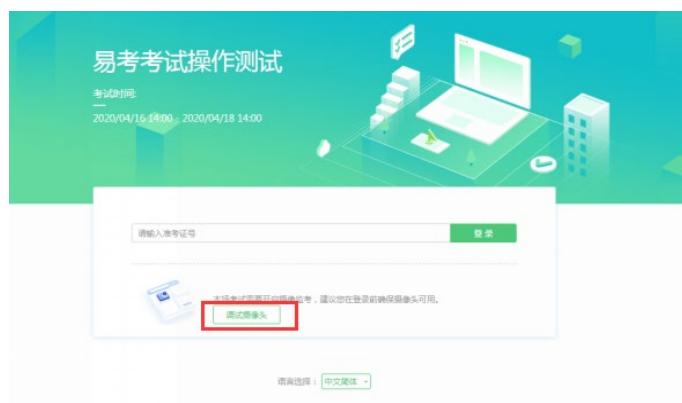 易考考试操作测试
考试时间:
2020/04/16 14:00 - 2020/04/18 14:00
请输入准考证号
登录
本场考试需要开启摄像监考，建议您在登录前确保摄像头可用。
调试摄像头
语言选择： 中文简体